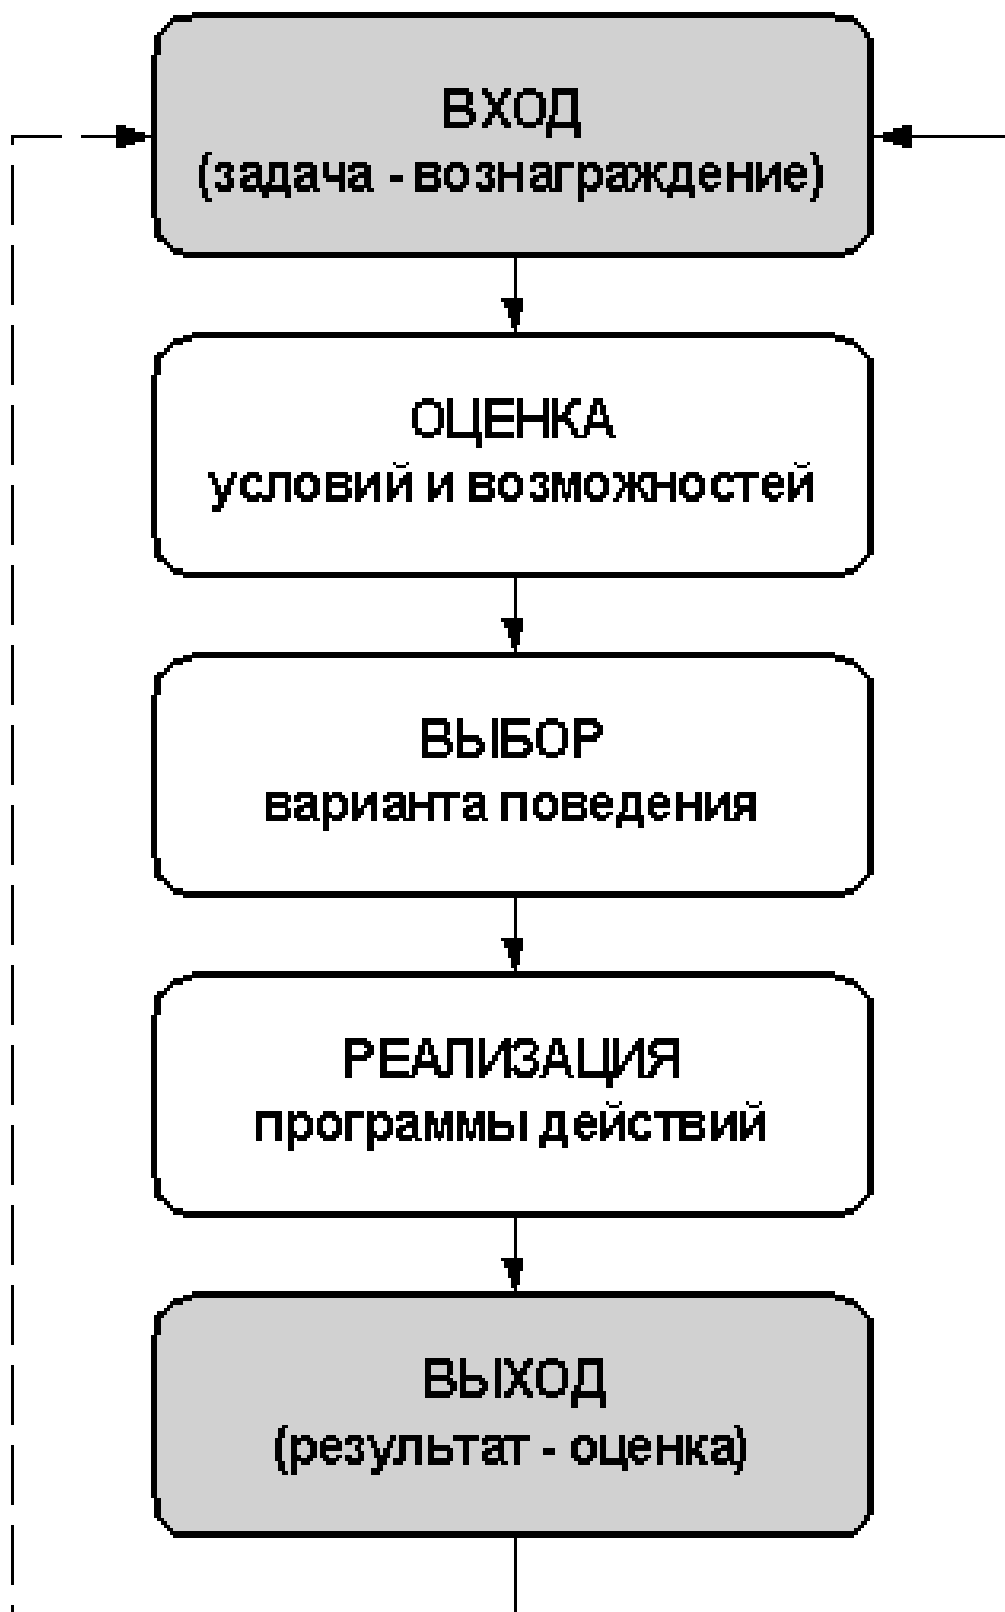 ВХОД
(задача - вознаграждение)
ОЦЕНКА
условий и возможностей
ВЫБОР
варианта поведения
РЕАЛИЗАЦИЯ
программы действий
ВЫХОД
(результат - оценка)